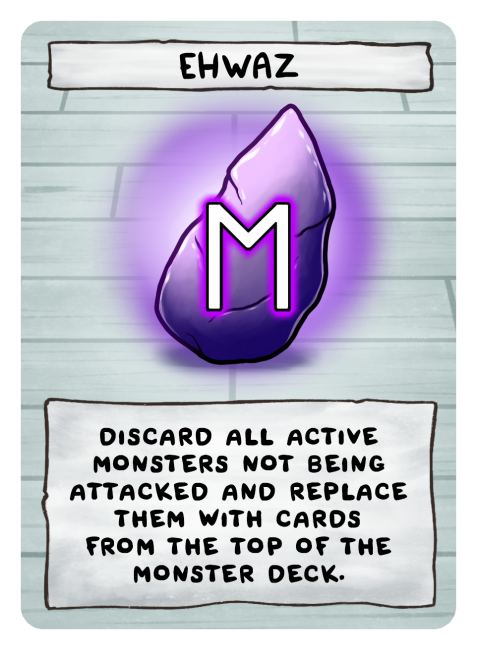 EHWAZ
ᛖ
DISCARD ALL ACTIVE
MONSTERS NOT BEING
ATTACKED AND REPLACE
THEM WITH CARDS
FROM THE TOP OF THE
MONSTER DECK.